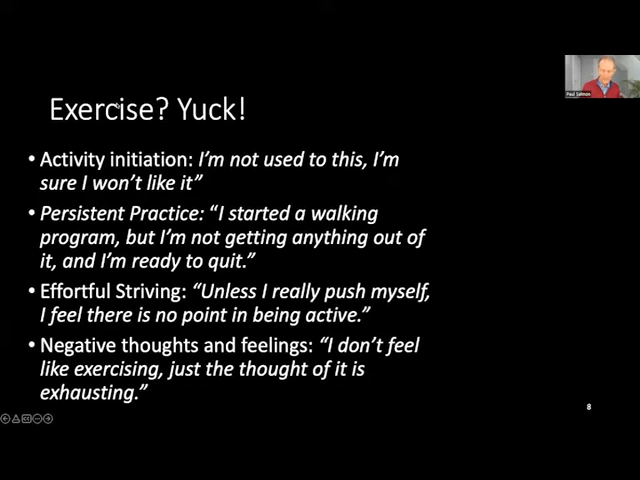 Exercise? Yuck!
• Activity initiation: I’m not used to this, I’m
sure I won’t like it”
• Persistent Practice: “I started a walking
program, but I’m not getting anything out of
it, and I’m ready to quit.”
• Effortful Striving: “Unless I really push myself,
I feel there is no point in being active.”
• Negative thoughts and feelings: “I don’t feel
like exercising, just the thought of it is
exhausting.”
8
Paul Salmon